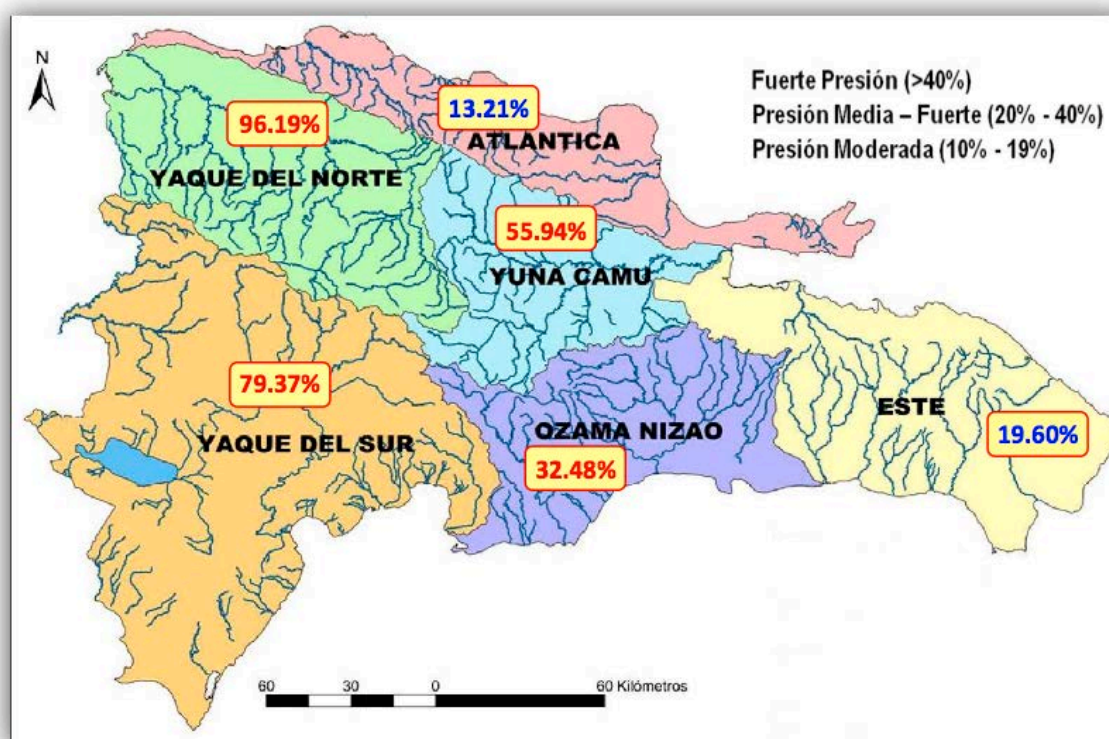 N
Fuerte Presión (>40%)
Presión Media – Fuerte (20% - 40%)
Presión Moderada (10% - 19%)
13.21%
ATLANTICA
96.19%
YAQUE DEL NORTE
55.94%
YUNA CAMU
79.37%
YAQUE DEL SUR
OZAMA NIZAO
32.48%
ESTE
19.60%
60 30 0 60 Kilómetros